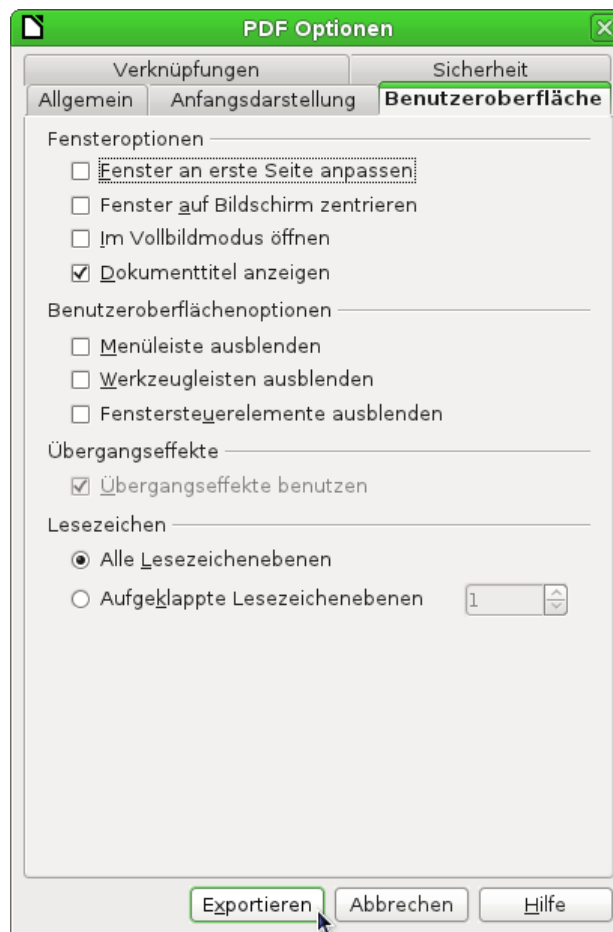 PDF Optionen
Verknüpfungen Sicherheit
Allgemein Anfangsdarstellung Benutzeroberfläche
Fensteroptionen
Fenster an erste Seite anpassen
Fenster auf Bildschirm zentrieren
Im Vollbildmodus öffnen
Dokumenttitel anzeigen
Benutzeroberflächenoptionen
Menüleiste ausblenden
Werkzeugleisten ausblenden
Fenstersteuerelemente ausblenden
Übergangseffekte
Übergangseffekte benutzen
Lesezeichen
Alle Lesezeichenebenen
Aufgeklappte Lesezeichenebenen 1
Exportieren Abbrechen Hilfe